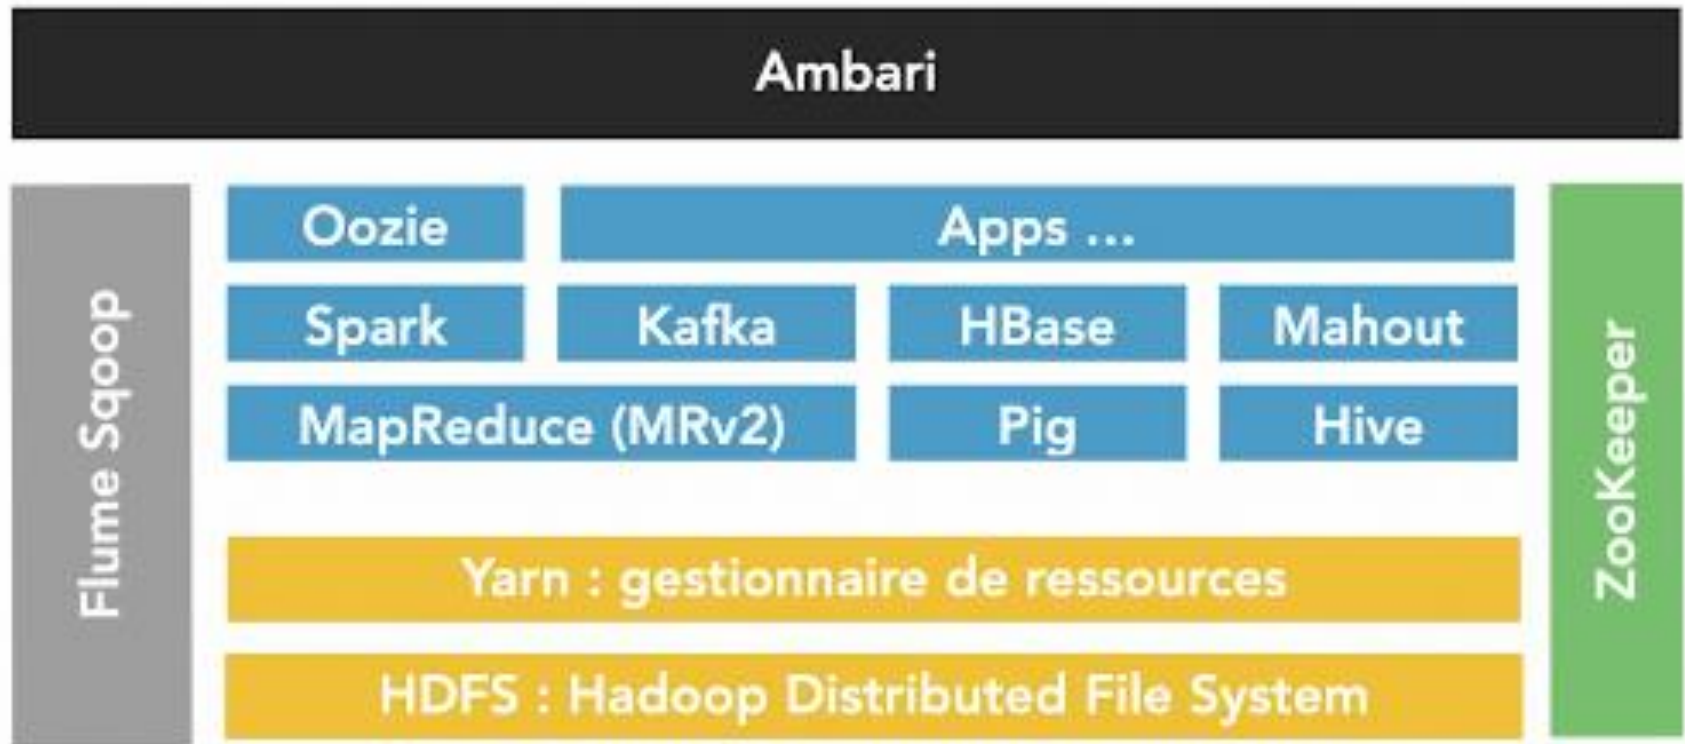 Ambari
Flume Sqoop
Oozie
Apps ...
Spark
Kafka
HBase
Mahout
MapReduce (MRv2)
Pig
Hive
Yarn : gestionnaire de ressources
HDFS : Hadoop Distributed File System
ZooKeeper